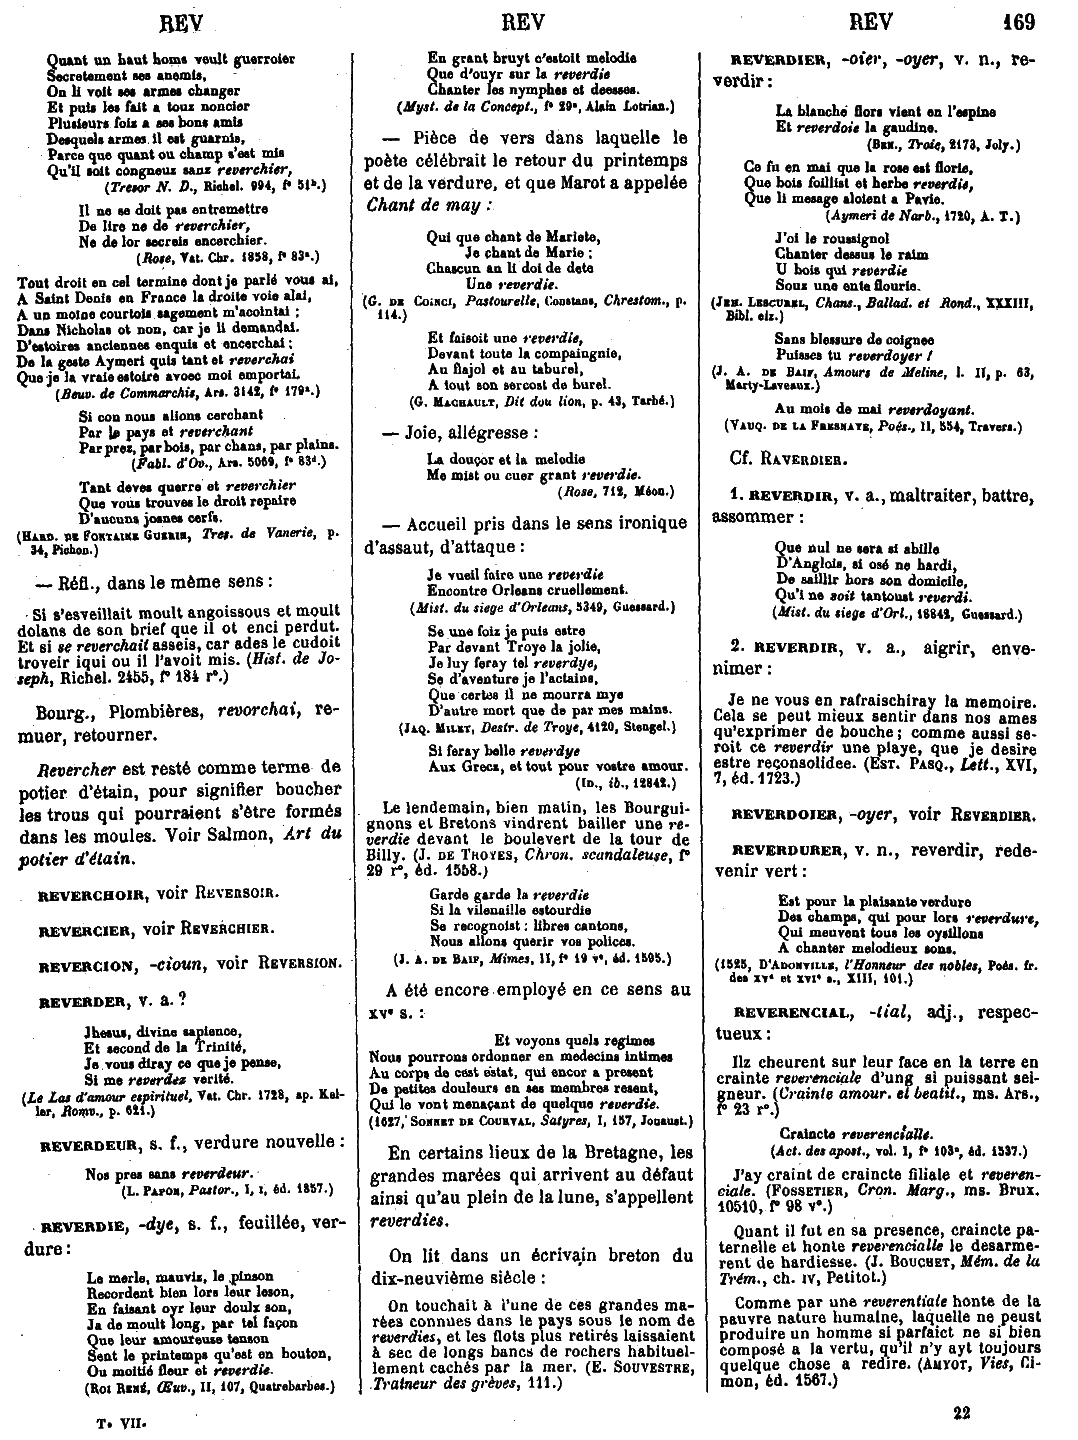 REV
REV
REV 169
Quant un haut home veult guerroier
Secretement ses anemis,
On li voit ses armes changer
Et puis les fait a touz noncier
Plusieurs foiz a ses bons amis
Desquels armes il est guarnis,
Parce que quant ou champ s'est mis
Qu'il soit congneuz sanz reverchier,
(Tresor N. D., Richel. 994, f° 51ᵇ.)
Il ne se doit pas entremettre
De lire ne de reverchier,
Ne de lor secreis encerchier.
(Rose, Vat. Chr. 1858, f° 83ᵃ.)
Tout droit en cel termine dont je parlé vous ai,
A Saint Denis en France la droite voie alai,
A un moine courtois sagement m'acointai ;
Dans Nicholas ot non, car je li demandai.
D'estoires anciennes enquis et encerchai ;
De la geste Aymeri quis tant et reverchai
Que je la vraie estoire avoec moi emportai.
(Beuv. de Commarchis, Ars. 3142, f° 179ᵃ.)
Si con nous alions cerchant
Par le pays et reverchant
Par prez, par bois, par chans, par plains.
(Fabl. d'Ov., Ars. 5069, f° 83ᵈ.)
Tant devez querre et reverchier
Que vous trouvez le droit repaire
D'aucuns josnes cerfs.
(HARD. DE FONTAINE GUERIN, Tres. de Vanerie, p.
34, Pichon.)
— Réfl., dans le même sens :
Si s'esveillait moult angoissous et moult
dolans de son brief que il ot enci perdut.
Et si se reverchait asseis, car ades le cudoit
troveir iqui ou il l'avoit mis. (Hist. de Jo-
seph, Richel. 2455, f° 184 r°.)
Bourg., Plombières, revorchai, re-
muer, retourner.
Revercher est resté comme terme de
potier d'étain, pour signifier boucher
les trous qui pourraient s'être formés
dans les moules. Voir Salmon, Art du
potier d'étain.
REVERCHOIR, voir REVERSOIR.
REVERCIER, voir REVERCHIER.
REVERCION, -cioun, voir REVERSION.
REVERDER, v. a. ?
Jhesus, divine sapience,
Et second de la Trinité,
Je vous diray ce que je pense,
Si me reverdez verité.
(Le Las d'amour espirituel, Vat. Chr. 1728, ap. Kel-
ler, Romv., p. 621.)
REVERDEUR, s. f., verdure nouvelle :
Nos pres sans reverdeur.
(L. PAPON, Pastor., I, I, éd. 1857.)
REVERDIE, -dye, s. f., feuillée, ver-
dure :
Le merle, mauviz, le pinson
Recordent bien lors leur leson,
En faisant oyr leur doulx son,
Ja de moult long, par tel façon
Que leur amoureuse tenson
Sent le printemps qu'est en bouton,
Ou moitié fleur et reverdie.
(ROI RENÉ, Œuv., II, 107, Quatrebarbes.)
T. VII.
En grant bruyt c'estoit melodie
Que d'ouyr sur la reverdie
Chanter les nymphes et deesses.
(Myst. de la Concept., f° 29ᵃ, Alain Lotrian.)
— Pièce de vers dans laquelle le
poète célébrait le retour du printemps
et de la verdure, et que Marot a appelée
Chant de may :
Qui que chant de Mariete,
Je chant de Marie ;
Chascun an li doi de dete
Une reverdie.
(G. DE COINCI, Pastourelle, Constans, Chrestom., p.
114.)
Et faisoit une reverdie,
Devant toute la compaingnie,
Au flajol et au taburel,
A tout son sercost de burel.
(G. MACHAULT, Dit dou lion, p. 43, Tarbé.)
— Joie, allégresse :
La douçor et la melodie
Me mist ou cuer grant reverdie.
(Rose, 712, Méon.)
— Accueil pris dans le sens ironique
d'assaut, d'attaque :
Je vueil faire une reverdie
Encontre Orleans cruellement.
(Mist. du siege d'Orleans, 5349, Guessard.)
Se une foiz je puis estre
Par devant Troye la jolie,
Je luy feray tel reverdye,
Se d'aventure je l'actains,
Que certes il ne mourra mye
D'autre mort que de par mes mains.
(JAQ. MILET, Destr. de Troye, 4120, Stengel.)
Si feray belle reverdye
Aux Grecz, et tout pour vostre amour.
(ID., ib., 12842.)
Le lendemain, bien matin, les Bourgui-
gnons et Bretons vindrent bailler une re-
verdie devant le boulevert de la tour de
Billy. (J. DE TROYES, Chron. scandaleuse, f°
29 r°, éd. 1558.)
Garde garde la reverdie
Si la vilenaille estourdie
Se recognoist : libres cantons,
Nous allons querir vos polices.
(J. A. DE BAIF, Mimes, II, f° 19 v°, éd. 1595.)
A été encore employé en ce sens au
XVᵉ s. :
Et voyons quels regimes
Nous pourrons ordonner en medecins intimes
Au corps de cest estat, qui encor a present
De petites douleurs en ses membres resent,
Qui le vont menaçant de quelque reverdie.
(1627, SONNET DE COURVAL, Satyres, I, 157, Jouaust.)
En certains lieux de la Bretagne, les
grandes marées qui arrivent au défaut
ainsi qu'au plein de la lune, s'appellent
reverdies.
On lit dans un écrivain breton du
dix-neuvième siècle :
On touchait à l'une de ces grandes ma-
rées connues dans le pays sous le nom de
reverdies, et les flots plus retirés laissaient
à sec de longs bancs de rochers habituel-
lement cachés par la mer. (E. SOUVESTRE,
Traineur des grèves, 111.)
REVERDIER, -oier, -oyer, v. n., re-
verdir :
La blanche flors vient en l'espine
Et reverdoie la gaudine.
(BEN., Troie, 2173, Joly.)
Ce fu en mai que la rose est florie,
Que bois foillist et herbe reverdie,
Que li mesage aloient a Pavie.
(Aymeri de Narb., 1720, A. T.)
J'oi le roussignol
Chanter dessus le raim
U bois qui reverdie
Souz une ente flourie.
(JEH. LESCUREL, Chans., Ballad. et Rond., XXXIII,
Bibl. elz.)
Sans blessure de coignee
Puisses tu reverdoyer !
(J. A. DE BAIF, Amours de Meline, l. II, p. 63,
Marty-Laveaux.)
Au mois de mai reverdoyant.
(VAUQ. DE LA FRESNAYE, Poés., II, 554, Travers.)
Cf. RAVERDIER.
1. REVERDIR, v. a., maltraiter, battre,
assommer :
Que nul ne sera si abille
D'Anglois, si osé ne hardi,
De saillir hors son domicile,
Qu'i ne soit tantoust reverdi.
(Mist. du siege d'Orl., 18842, Guessard.)
2. REVERDIR, v. a., aigrir, enve-
nimer :
Je ne vous en rafraischiray la memoire.
Cela se peut mieux sentir dans nos ames
qu'exprimer de bouche ; comme aussi se-
roit ce reverdir une playe, que je desire
estre reçonsolidee. (EST. PASQ., Lett., XVI,
7, éd. 1723.)
REVERDOIER, -oyer, voir REVERDIER.
REVERDURER, v. n., reverdir, rede-
venir vert :
Est pour la plaisante verdure
Des champs, qui pour lors reverdure,
Qui meuvent tous les oysillons
A chanter melodieux sons.
(1525, D'ADONVILLE, l'Honneur des nobles, Poés. fr.
des XVᵉ et XVIᵉ s., XIII, 101.)
REVERENCIAL, -tial, adj., respec-
tueux :
Ilz cheurent sur leur face en la terre en
crainte reverenciale d'ung si puissant sei-
gneur. (Crainte amour. et beatit., ms. Ars.,
f° 23 r°.)
Craincte reverencialle.
(Act. des apost., vol. I, f° 103ᵃ, éd. 1537.)
J'ay craint de craincte filiale et reveren-
ciale. (FOSSETIER, Cron. Marg., ms. Brux.
10510, f° 98 v°.)
Quant il fut en sa presence, craincte pa-
ternelle et honte reverencialle le desarme-
rent de hardiesse. (J. BOUCHET, Mém. de la
Trém., ch. IV, Petitot.)
Comme par une reverentiale honte de la
pauvre nature humaine, laquelle ne peust
produire un homme si parfaict ne si bien
composé a la vertu, qu'il n'y ayt toujours
quelque chose a redire. (AMYOT, Vies, Ci-
mon, éd. 1567.)
22